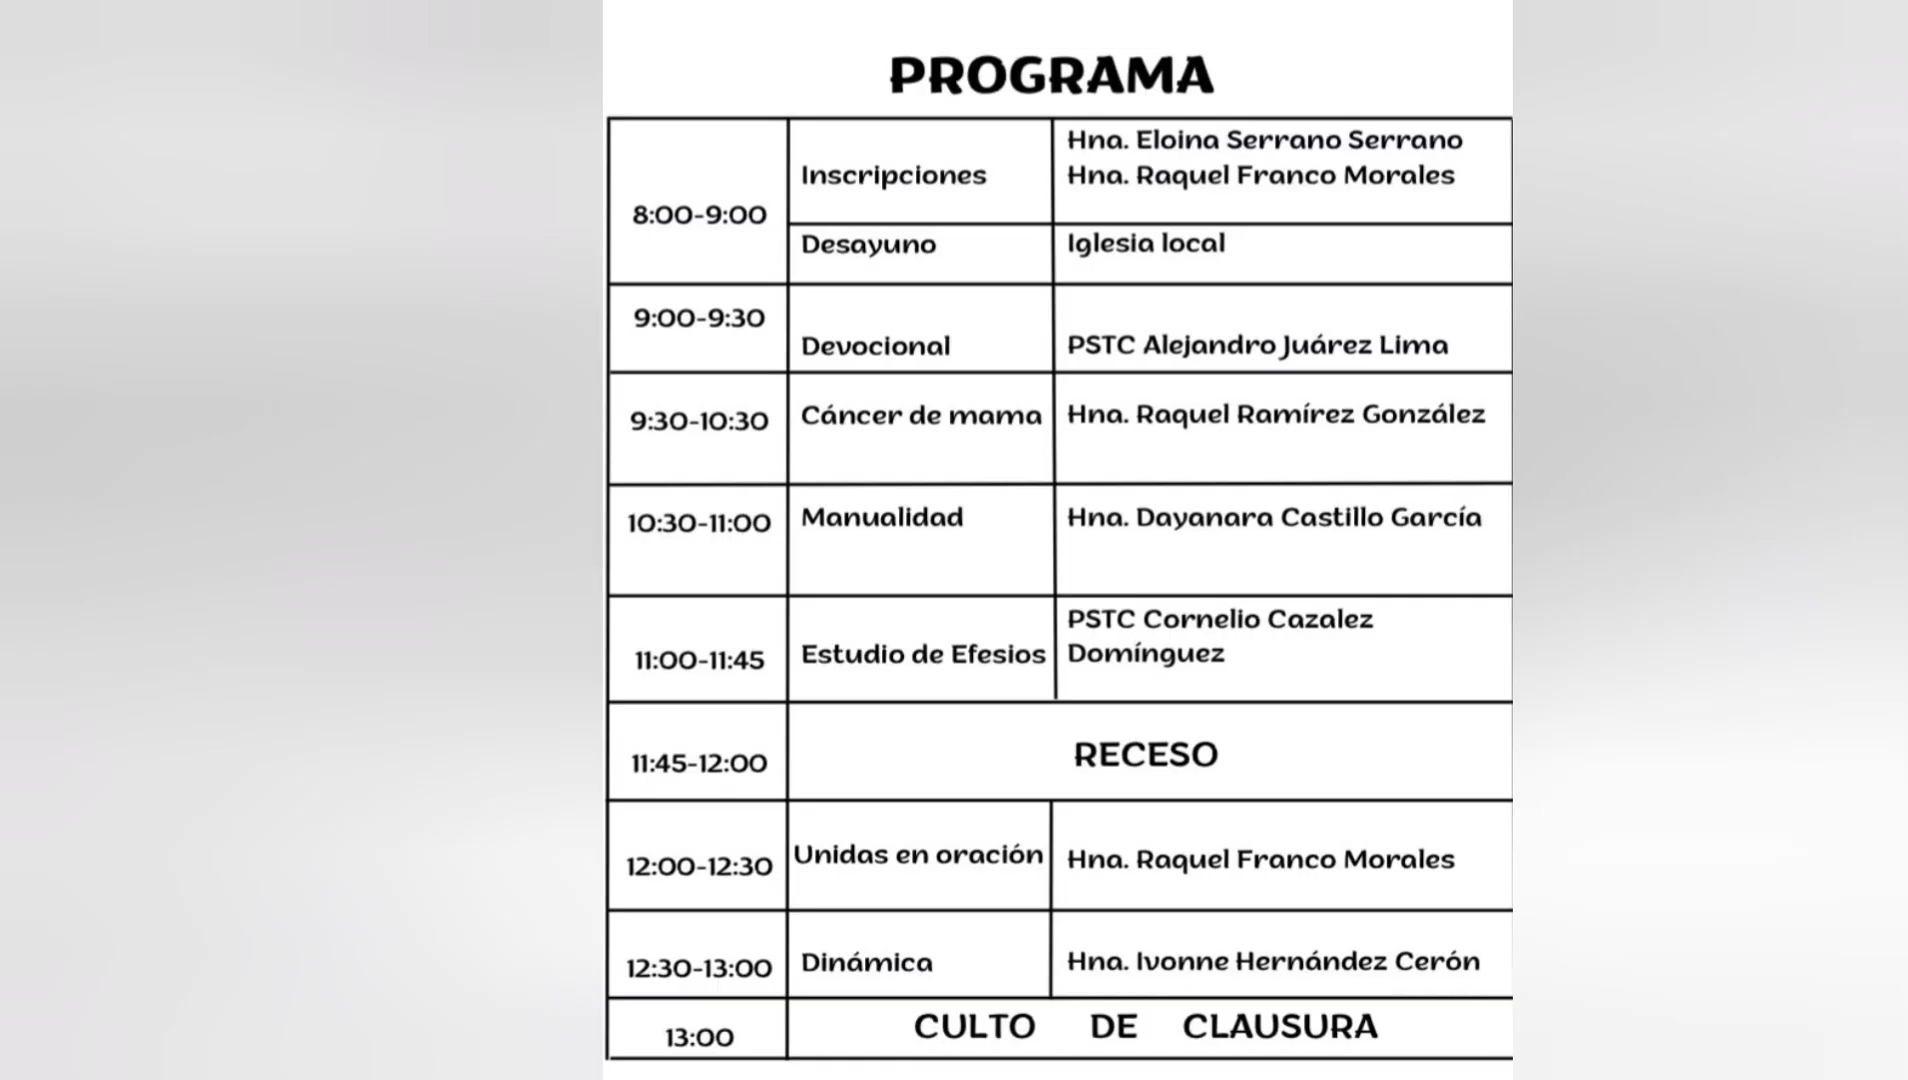 PROGRAMA
8:00-9:00
Inscripciones
Hna. Eloina Serrano Serrano
Hna. Raquel Franco Morales
Desayuno
Iglesia local
9:00-9:30
Devocional
PSTC Alejandro Juárez Lima
9:30-10:30
Cáncer de mama
Hna. Raquel Ramírez González
10:30-11:00
Manualidad
Hna. Dayanara Castillo García
11:00-11:45
Estudio de Efesios
PSTC Cornelio Cazalez
Domínguez
11:45-12:00
RECESO
12:00-12:30
Unidas en oración
Hna. Raquel Franco Morales
12:30-13:00
Dinámica
Hna. Ivonne Hernández Cerón
13:00
CULTO DE CLAUSURA